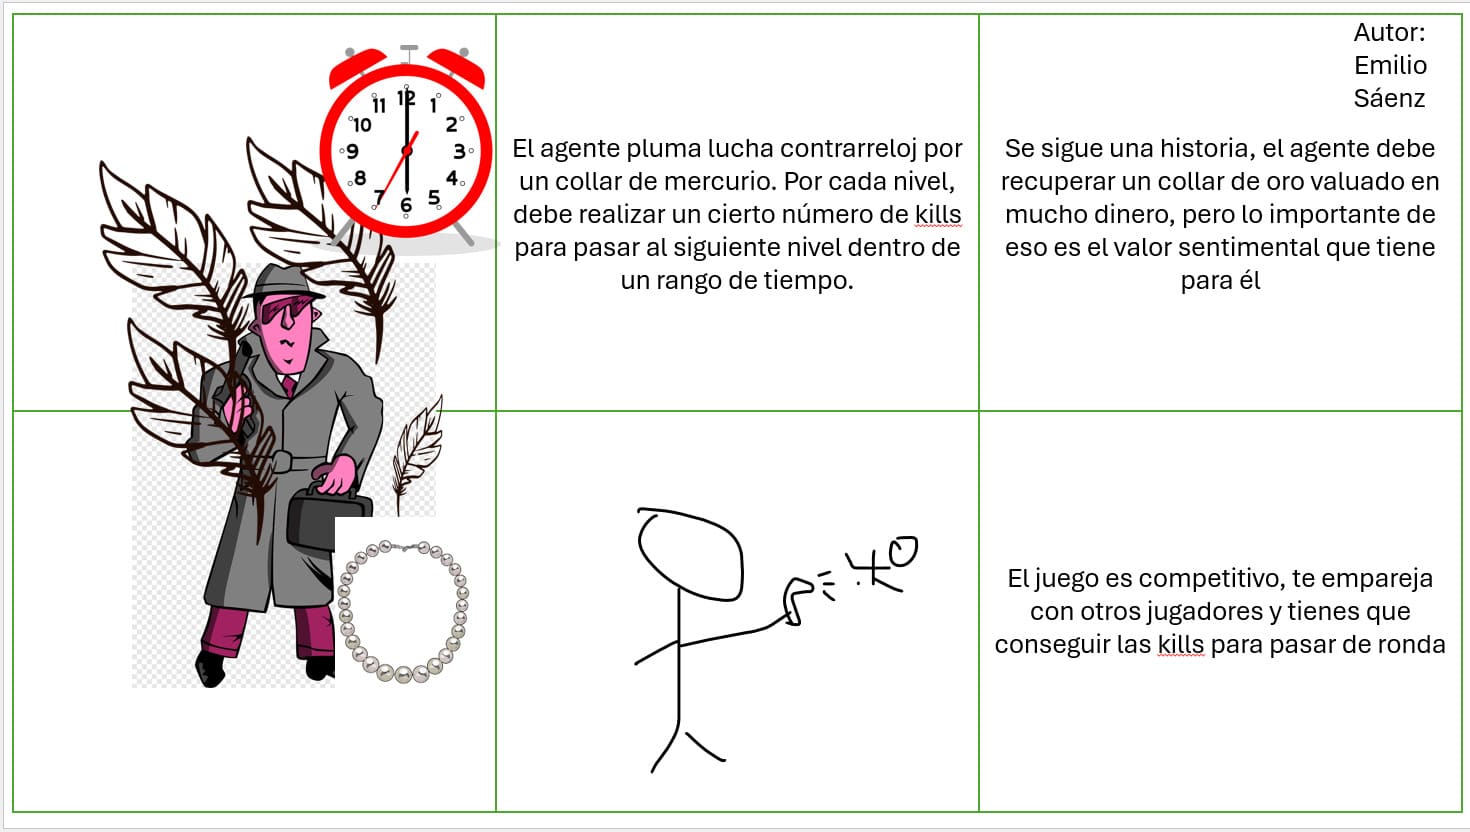 12
1
2
3
4
5
6
7
8
9
10
11
El agente pluma lucha contrarreloj por
un collar de mercurio. Por cada nivel,
debe realizar un cierto número de kills
para pasar al siguiente nivel dentro de
un rango de tiempo.
Autor:
Emilio
Sáenz
Se sigue una historia, el agente debe
recuperar un collar de oro valuado en
mucho dinero, pero lo importante de
eso es el valor sentimental que tiene
para él
El juego es competitivo, te empareja
con otros jugadores y tienes que
conseguir las kills para pasar de ronda